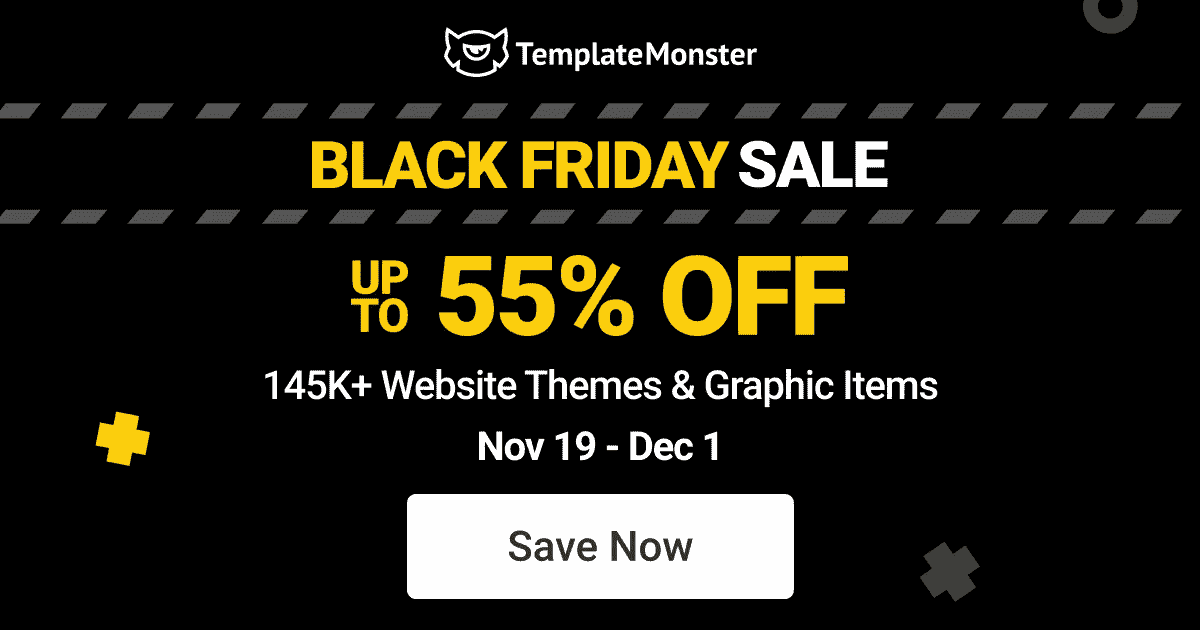 TemplateMonster
BLACK FRIDAY SALE
UP TO 55% OFF
145K+ Website Themes & Graphic Items
Nov 19 - Dec 1
Save Now